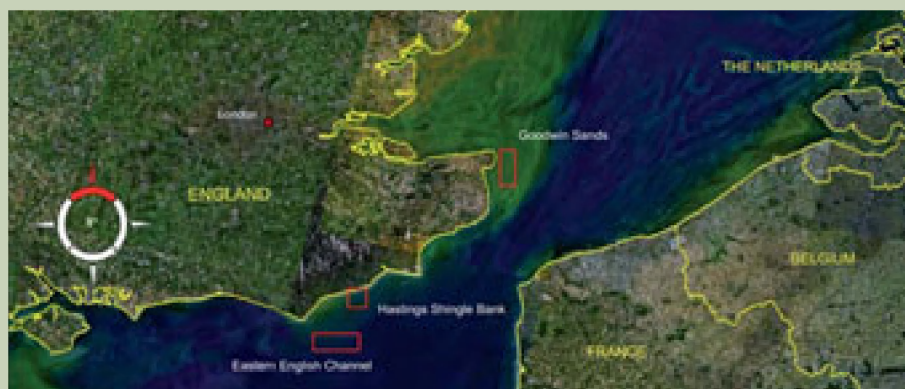 THE NETHERLANDS
London
Goodwin Sands
ENGLAND
BELGIUM
Hastings Shingle Bank
FRANCE
Eastern English Channel